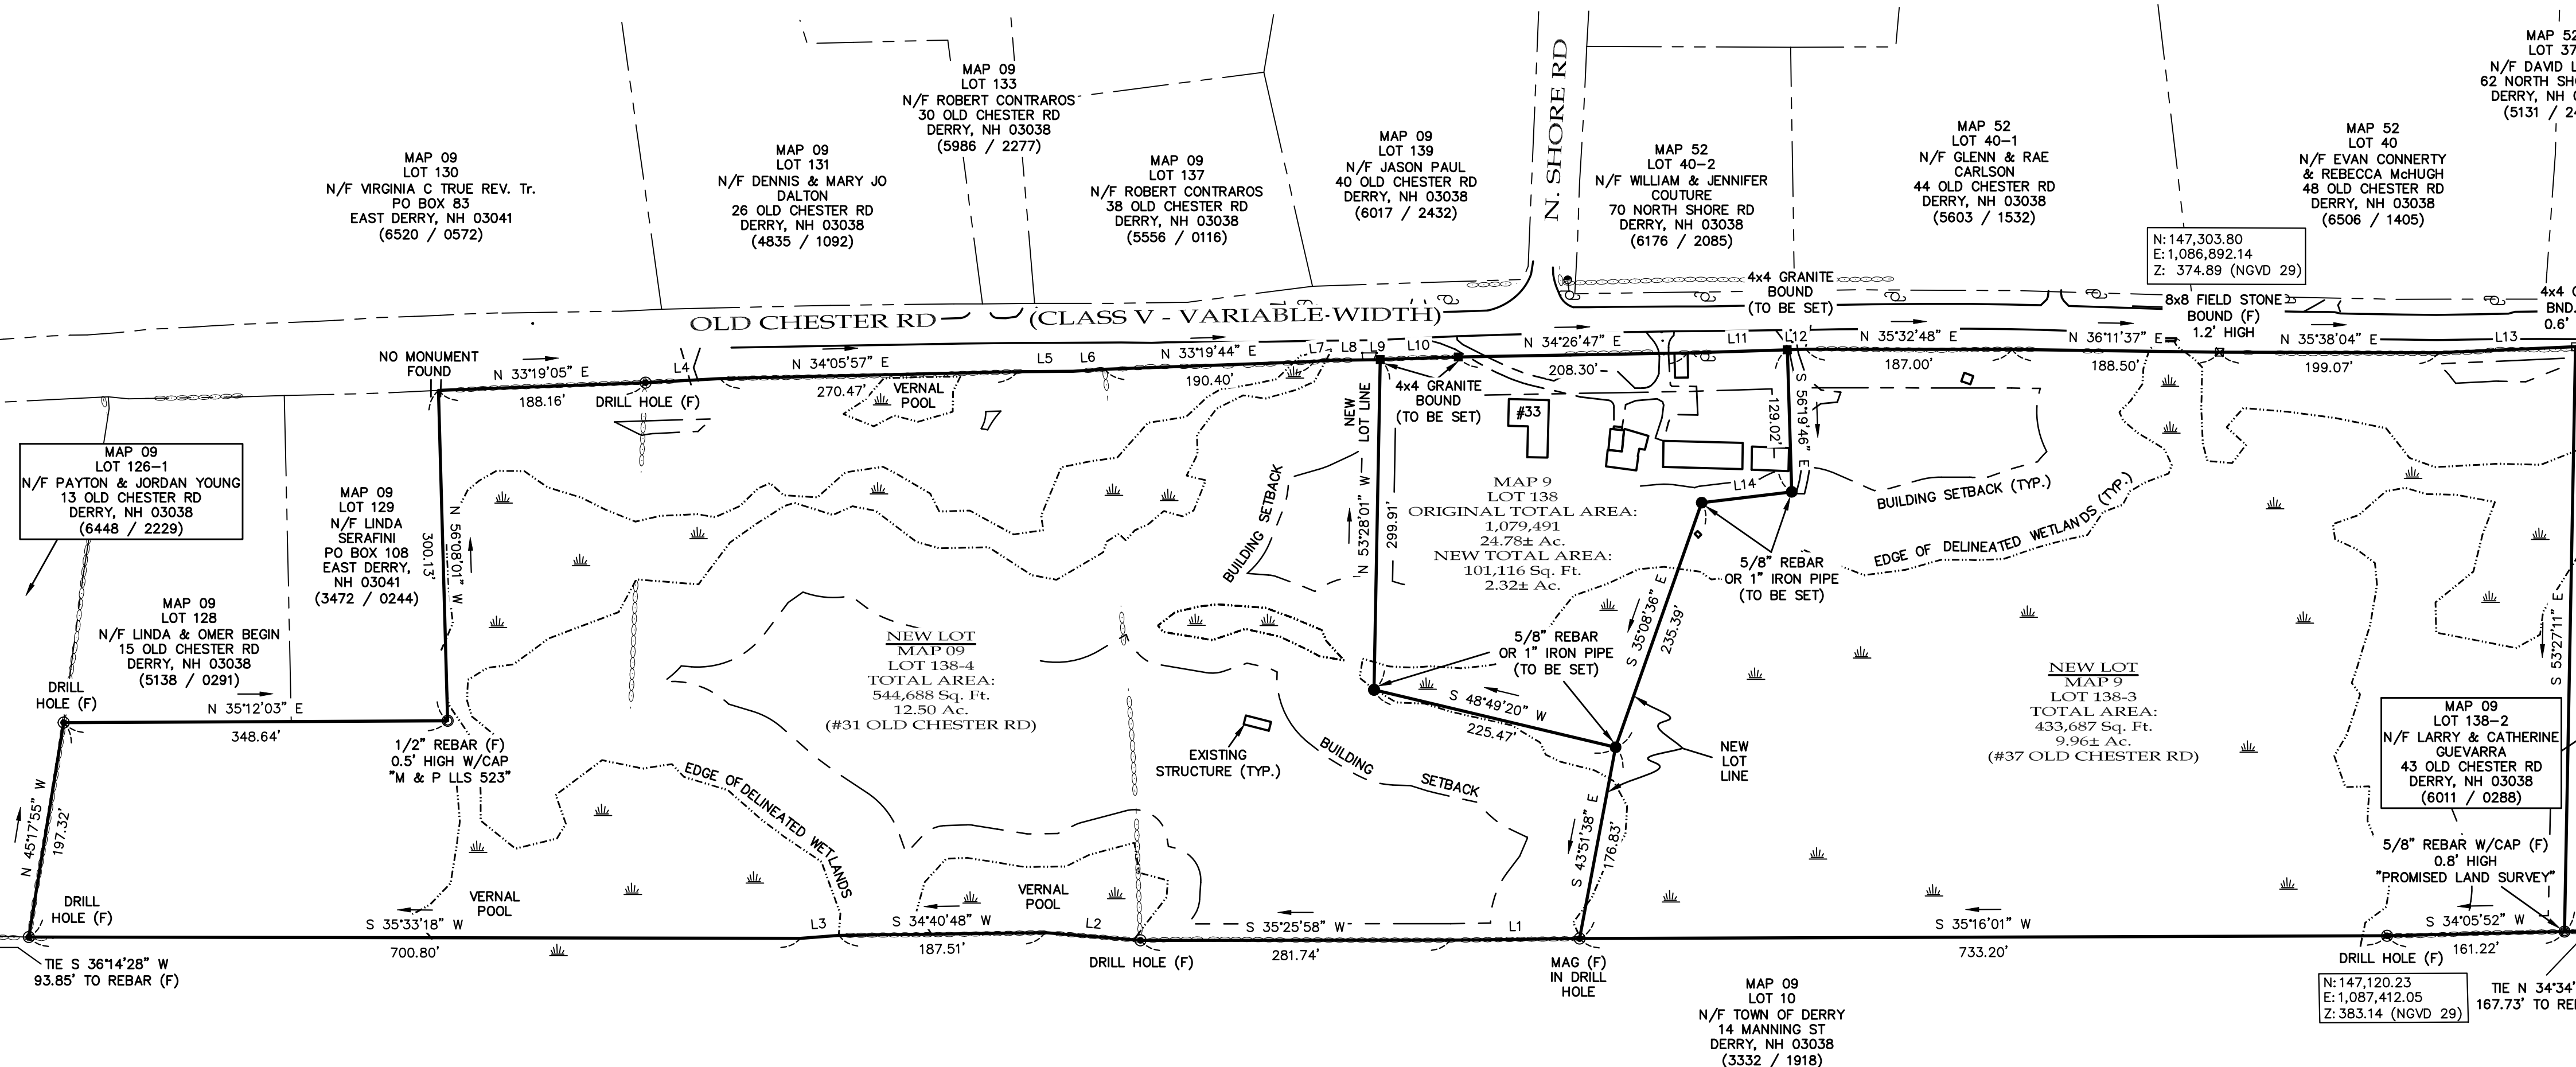 MAP 09
LOT 130
N/F VIRGINIA C TRUE REV. Tr.
PO BOX 83
EAST DERRY, NH 03041
(6520 / 0572)
MAP 09
LOT 131
N/F DENNIS & MARY JO
DALTON
26 OLD CHESTER RD
DERRY, NH 03038
(4835 / 1092)
MAP 09
LOT 133
N/F ROBERT CONTRAROS
30 OLD CHESTER RD
DERRY, NH 03038
(5986 / 2277)
MAP 09
LOT 137
N/F ROBERT CONTRAROS
38 OLD CHESTER RD
DERRY, NH 03038
(5556 / 0116)
MAP 09
LOT 139
N/F JASON PAUL
40 OLD CHESTER RD
DERRY, NH 03038
(6017 / 2432)
N. SHORE RD
MAP 52
LOT 40-2
N/F WILLIAM & JENNIFER
COUTURE
70 NORTH SHORE RD
DERRY, NH 03038
(6176 / 2085)
MAP 52
LOT 40-1
N/F GLENN & RAE
CARLSON
44 OLD CHESTER RD
DERRY, NH 03038
(5603 / 1532)
MAP 52
LOT 40
N/F EVAN CONNERTY
& REBECCA McHUGH
48 OLD CHESTER RD
DERRY, NH 03038
(6506 / 1405)
MAP 52
LOT 37
N/F DAVID L
62 NORTH SH
DERRY, NH
(5131 / 24
N: 147,303.80
E: 1,086,892.14
Z: 374.89 (NGVD 29)
4x4 GRANITE
BOUND
(TO BE SET)
8x8 FIELD STONE
BOUND (F)
1.2' HIGH
4x4 G
BND.
0.6'
OLD CHESTER RD (CLASS V - VARIABLE WIDTH)
NO MONUMENT
FOUND
N 33°19'05" E
188.16'
DRILL HOLE (F)
L4
N 34°05'57" E
270.47'
VERNAL
POOL
L5
L6
N 33°19'44" E
190.40'
L7
L8
L9
L10
4x4 GRANITE
BOUND
(TO BE SET)
N 34°26'47" E
208.30'
L11
L12
N 35°32'48" E
187.00'
N 36°11'37" E
188.50'
N 35°38'04" E
199.07'
L13
#33
S 56°19'46" E
129.02'
L14
NEW
LOT LINE
N 53°28'01" W
299.91'
BUILDING SETBACK
BUILDING SETBACK (TYP.)
EDGE OF DELINEATED WETLANDS (TYP.)
MAP 09
LOT 126-1
N/F PAYTON & JORDAN YOUNG
13 OLD CHESTER RD
DERRY, NH 03038
(6448 / 2229)
MAP 09
LOT 129
N/F LINDA
SERAFINI
PO BOX 108
EAST DERRY,
NH 03041
(3472 / 0244)
N 56°08'01" W
300.13'
MAP 09
LOT 128
N/F LINDA & OMER BEGIN
15 OLD CHESTER RD
DERRY, NH 03038
(5138 / 0291)
DRILL
HOLE (F)
N 35°12'03" E
348.64'
1/2" REBAR (F)
0.5' HIGH W/CAP
"M & P LLS 523"
N 45°17'55" W
197.32'
DRILL
HOLE (F)
TIE S 36°14'28" W
93.85' TO REBAR (F)
MAP 9
LOT 138
ORIGINAL TOTAL AREA:
1,079,491
24.78± Ac.
NEW TOTAL AREA:
101,116 Sq. Ft.
2.32± Ac.
5/8" REBAR
OR 1" IRON PIPE
(TO BE SET)
S 35°08'36" E
235.39'
5/8" REBAR
OR 1" IRON PIPE
(TO BE SET)
S 48°49'20" W
225.47'
NEW LOT
MAP 09
LOT 138-4
TOTAL AREA:
544,688 Sq. Ft.
12.50 Ac.
(#31 OLD CHESTER RD)
EXISTING
STRUCTURE (TYP.)
BUILDING SETBACK
NEW
LOT
LINE
S 43°51'38" E
176.83'
NEW LOT
MAP 9
LOT 138-3
TOTAL AREA:
433,687 Sq. Ft.
9.96± Ac.
(#37 OLD CHESTER RD)
S 53°27'11" E
MAP 09
LOT 138-2
N/F LARRY & CATHERINE
GUEVARRA
43 OLD CHESTER RD
DERRY, NH 03038
(6011 / 0288)
5/8" REBAR W/CAP (F)
0.8' HIGH
"PROMISED LAND SURVEY"
EDGE OF DELINEATED WETLANDS
VERNAL
POOL
VERNAL
POOL
S 35°33'18" W
700.80'
L3
S 34°40'48" W
187.51'
L2
DRILL HOLE (F)
S 35°25'58" W
281.74'
L1
MAG (F)
IN DRILL
HOLE
S 35°16'01" W
733.20'
DRILL HOLE (F)
S 34°05'52" W
161.22'
N: 147,120.23
E: 1,087,412.05
Z: 383.14 (NGVD 29)
TIE N 34°34'
167.73' TO RE
MAP 09
LOT 10
N/F TOWN OF DERRY
14 MANNING ST
DERRY, NH 03038
(3332 / 1918)